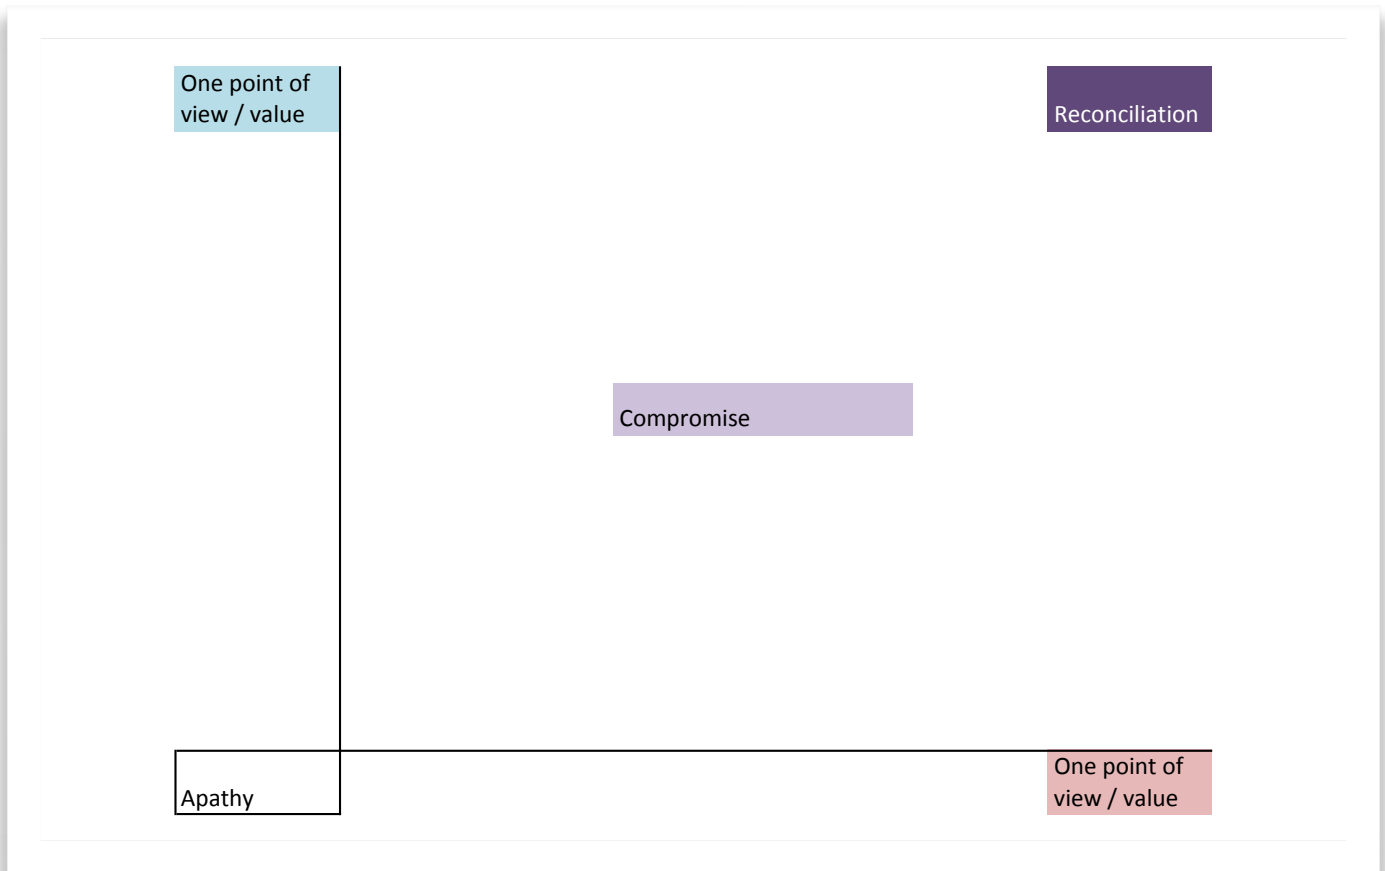 One point of
view / value
Reconciliation
Compromise
Apathy
One point of
view / value